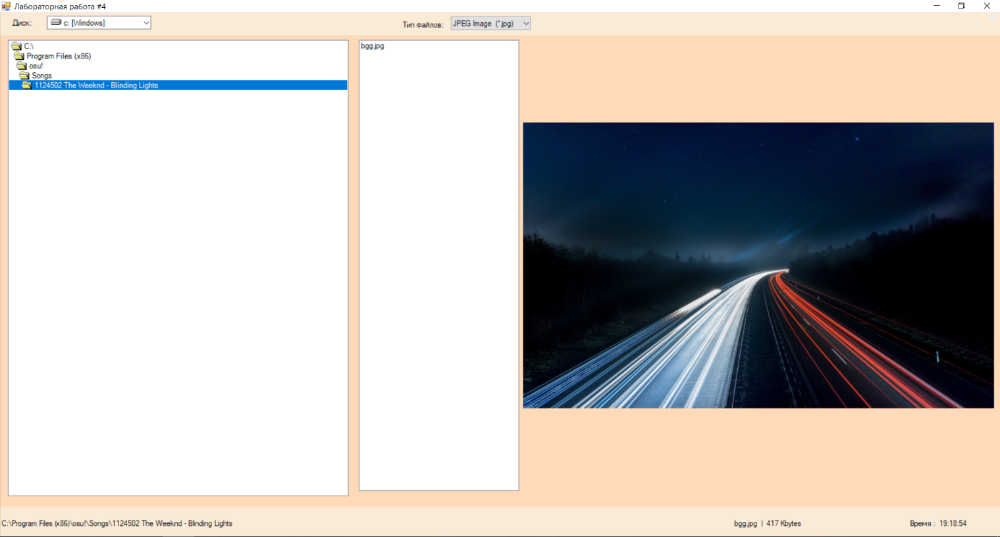 Лабораторная работа #4
Диск: c: [Windows]
Тип файлов: JPEG Image (*.jpg)
C:\
Program Files (x86)
osu!
Songs
1124502 The Weeknd - Blinding Lights
bgg.jpg
C:\Program Files (x86)\osu!\Songs\1124502 The Weeknd - Blinding Lights
bgg.jpg | 417 Kbytes
Время : 19:18:54